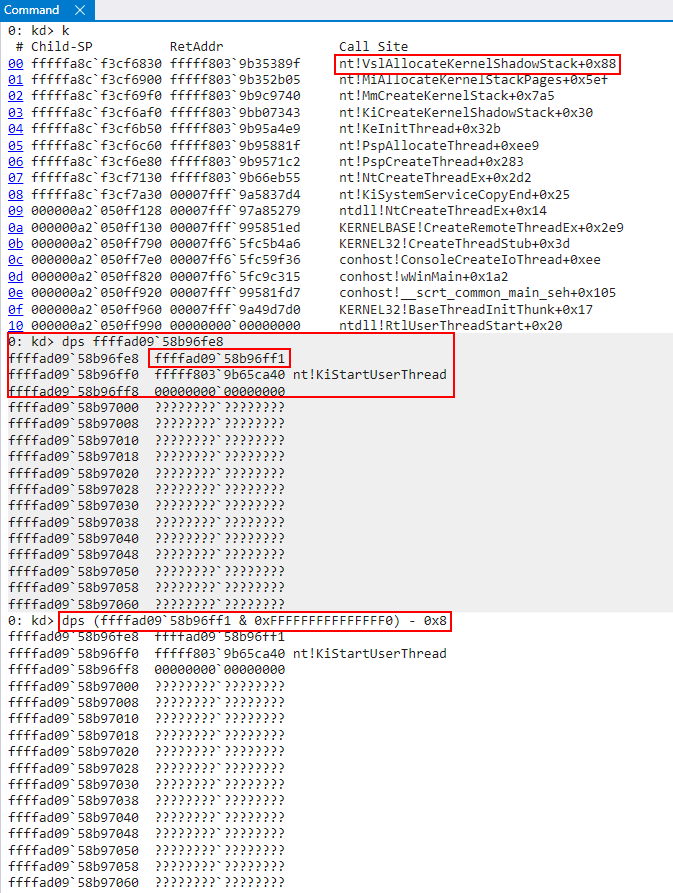 Command ×
0: kd> k
# Child-SP RetAddr Call Site
00 fffffa8c`f3cf6830 fffff803`9b35389f nt!VslAllocateKernelShadowStack+0x88
01 fffffa8c`f3cf6900 fffff803`9b352b05 nt!MiAllocateKernelStackPages+0x5ef
02 fffffa8c`f3cf69f0 fffff803`9b9c9740 nt!MmCreateKernelStack+0x7a5
03 fffffa8c`f3cf6af0 fffff803`9bb07343 nt!KiCreateKernelShadowStack+0x30
04 fffffa8c`f3cf6b50 fffff803`9b95a4e9 nt!KeInitThread+0x32b
05 fffffa8c`f3cf6c60 fffff803`9b95881f nt!PspAllocateThread+0xee9
06 fffffa8c`f3cf6e80 fffff803`9b9571c2 nt!PspCreateThread+0x283
07 fffffa8c`f3cf7130 fffff803`9b66eb55 nt!NtCreateThreadEx+0x2d2
08 fffffa8c`f3cf7a30 00007fff`9a5837d4 nt!KiSystemServiceCopyEnd+0x25
09 000000a2`050ff128 00007fff`97a85279 ntdll!NtCreateThreadEx+0x14
0a 000000a2`050ff130 00007fff`995851ed KERNELBASE!CreateRemoteThreadEx+0x2e9
0b 000000a2`050ff790 00007ff6`5fc5b4a6 KERNEL32!CreateThreadStub+0x3d
0c 000000a2`050ff7e0 00007ff6`5fc59f36 conhost!ConsoleCreateIoThread+0xee
0d 000000a2`050ff820 00007ff6`5fc9c315 conhost!wWinMain+0x1a2
0e 000000a2`050ff920 00007fff`99581fd7 conhost!__scrt_common_main_seh+0x105
0f 000000a2`050ff960 00007fff`9a49d7d0 KERNEL32!BaseThreadInitThunk+0x17
10 000000a2`050ff990 00000000`00000000 ntdll!RtlUserThreadStart+0x20
0: kd> dps ffffad09`58b96fe8
ffffad09`58b96fe8 ffffad09`58b96ff1
ffffad09`58b96ff0 fffff803`9b65ca40 nt!KiStartUserThread
ffffad09`58b96ff8 00000000`00000000
ffffad09`58b97000 ????????`????????
ffffad09`58b97008 ????????`????????
ffffad09`58b97010 ????????`????????
ffffad09`58b97018 ????????`????????
ffffad09`58b97020 ????????`????????
ffffad09`58b97028 ????????`????????
ffffad09`58b97030 ????????`????????
ffffad09`58b97038 ????????`????????
ffffad09`58b97040 ????????`????????
ffffad09`58b97048 ????????`????????
ffffad09`58b97050 ????????`????????
ffffad09`58b97058 ????????`????????
ffffad09`58b97060 ????????`????????
0: kd> dps (ffffad09`58b96ff1 & 0xFFFFFFFFFFFFFFF0) - 0x8
ffffad09`58b96fe8 ffffad09`58b96ff1
ffffad09`58b96ff0 fffff803`9b65ca40 nt!KiStartUserThread
ffffad09`58b96ff8 00000000`00000000
ffffad09`58b97000 ????????`????????
ffffad09`58b97008 ????????`????????
ffffad09`58b97010 ????????`????????
ffffad09`58b97018 ????????`????????
ffffad09`58b97020 ????????`????????
ffffad09`58b97028 ????????`????????
ffffad09`58b97030 ????????`????????
ffffad09`58b97038 ????????`????????
ffffad09`58b97040 ????????`????????
ffffad09`58b97048 ????????`????????
ffffad09`58b97050 ????????`????????
ffffad09`58b97058 ????????`????????
ffffad09`58b97060 ????????`????????